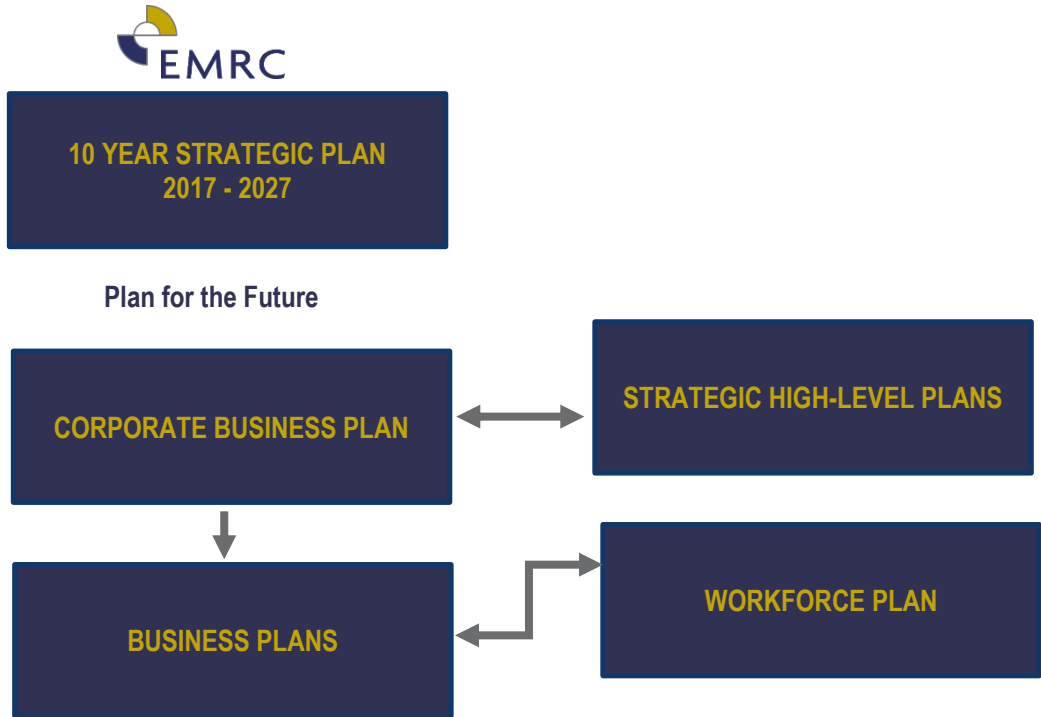 EMRC
10 YEAR STRATEGIC PLAN
2017 - 2027
Plan for the Future
CORPORATE BUSINESS PLAN
STRATEGIC HIGH-LEVEL PLANS
BUSINESS PLANS
WORKFORCE PLAN